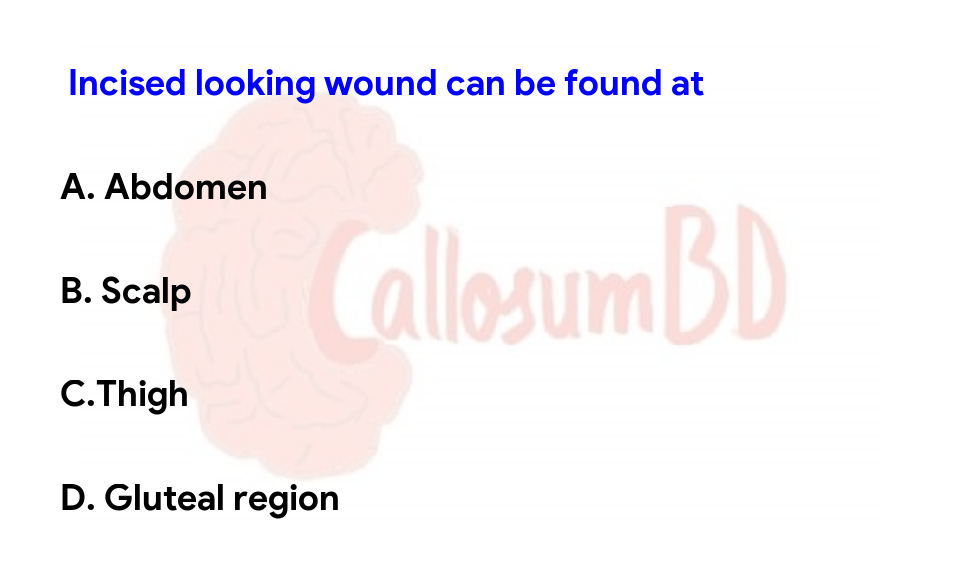 Incised looking wound can be found at
A. Abdomen
B. Scalp
CallosumBD
C.Thigh
D. Gluteal region